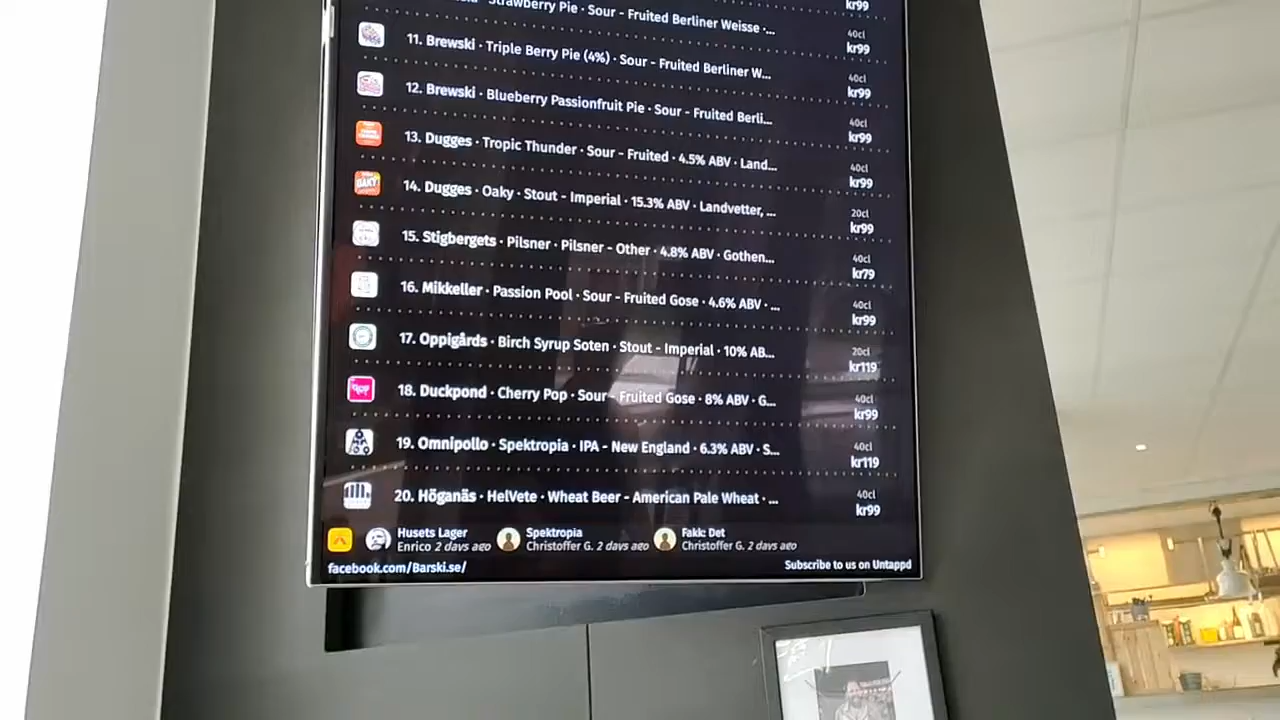 Strawberry Pie · Sour - Fruited Berliner Weisse ·...
kr99
11. Brewski · Triple Berry Pie (4%) · Sour - Fruited Berliner W...
40cl
kr99
12. Brewski · Blueberry Passionfruit Pie · Sour - Fruited Berli...
40cl
kr99
13. Dugges · Tropic Thunder · Sour - Fruited · 4.5% ABV · Land...
40cl
kr99
14. Dugges · Oaky · Stout - Imperial · 15.3% ABV · Landvetter, ...
40cl
kr99
15. Stigbergets · Pilsner · Pilsner - Other · 4.8% ABV · Gothen...
20cl
kr99
16. Mikkeller · Passion Pool · Sour - Fruited Gose · 4.6% ABV · ...
40cl
kr79
17. Oppigårds · Birch Syrup Soten · Stout - Imperial · 10% AB...
40cl
kr99
18. Duckpond · Cherry Pop · Sour - Fruited Gose · 8% ABV · G...
20cl
kr119
19. Omnipollo · Spektropia · IPA - New England · 6.3% ABV · S...
40cl
kr99
20. Höganäs · HelVete · Wheat Beer - American Pale Wheat · ...
40cl
kr119
40cl
kr99
Husets Lager
Enrico 2 days ago
Spektropia
Christoffer G. 2 days ago
Fakk: Det
Christoffer G. 2 days ago
facebook.com/Barski.se/
Subscribe to us on Untappd